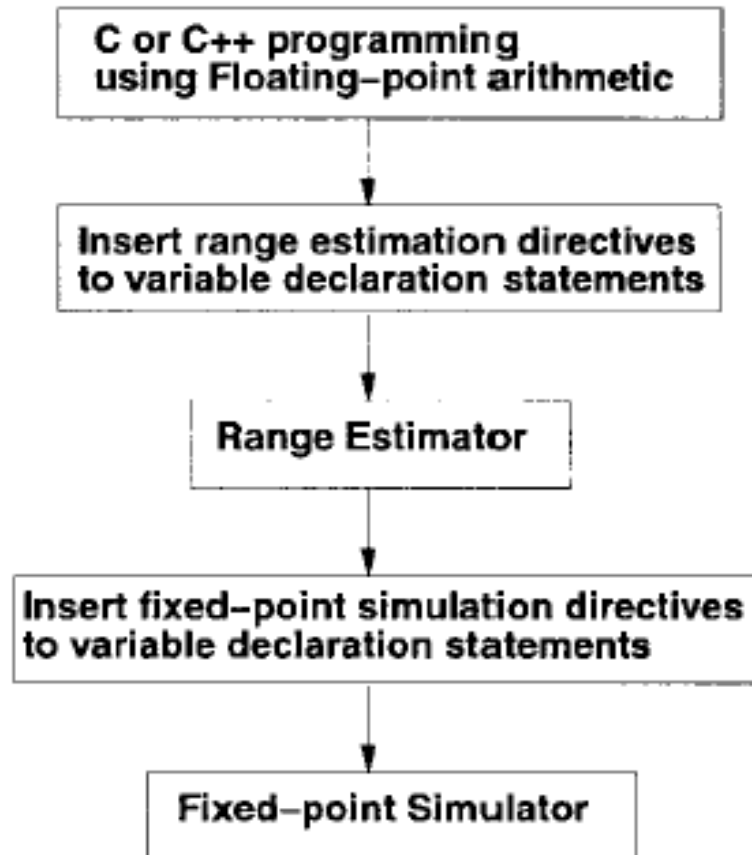 C or C++ programming
using Floating–point arithmetic
Insert range estimation directives
to variable declaration statements
Range Estimator
Insert fixed–point simulation directives
to variable declaration statements
Fixed–point Simulator